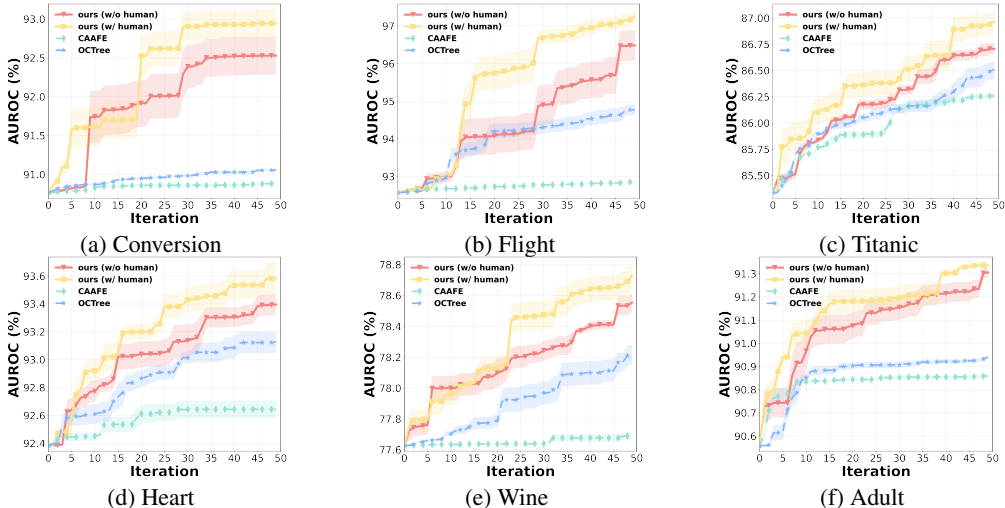 ours (w/o human)
ours (w/ human)
CAAFE
OCTree
AUROC (%)
93.0
92.5
92.0
91.5
91.0
0 5 10 15 20 25 30 35 40 45 50
Iteration
(a) Conversion
ours (w/o human)
ours (w/ human)
CAAFE
OCTree
AUROC (%)
97
96
95
94
93
0 5 10 15 20 25 30 35 40 45 50
Iteration
(b) Flight
ours (w/o human)
ours (w/ human)
CAAFE
OCTree
AUROC (%)
87.00
86.75
86.50
86.25
86.00
85.75
85.50
0 5 10 15 20 25 30 35 40 45 50
Iteration
(c) Titanic
ours (w/o human)
ours (w/ human)
CAAFE
OCTree
AUROC (%)
93.6
93.4
93.2
93.0
92.8
92.6
92.4
0 5 10 15 20 25 30 35 40 45 50
Iteration
(d) Heart
ours (w/o human)
ours (w/ human)
CAAFE
OCTree
AUROC (%)
78.8
78.6
78.4
78.2
78.0
77.8
77.6
0 5 10 15 20 25 30 35 40 45 50
Iteration
(e) Wine
ours (w/o human)
ours (w/ human)
CAAFE
OCTree
AUROC (%)
91.3
91.2
91.1
91.0
90.9
90.8
90.7
90.6
0 5 10 15 20 25 30 35 40 45 50
Iteration
(f) Adult